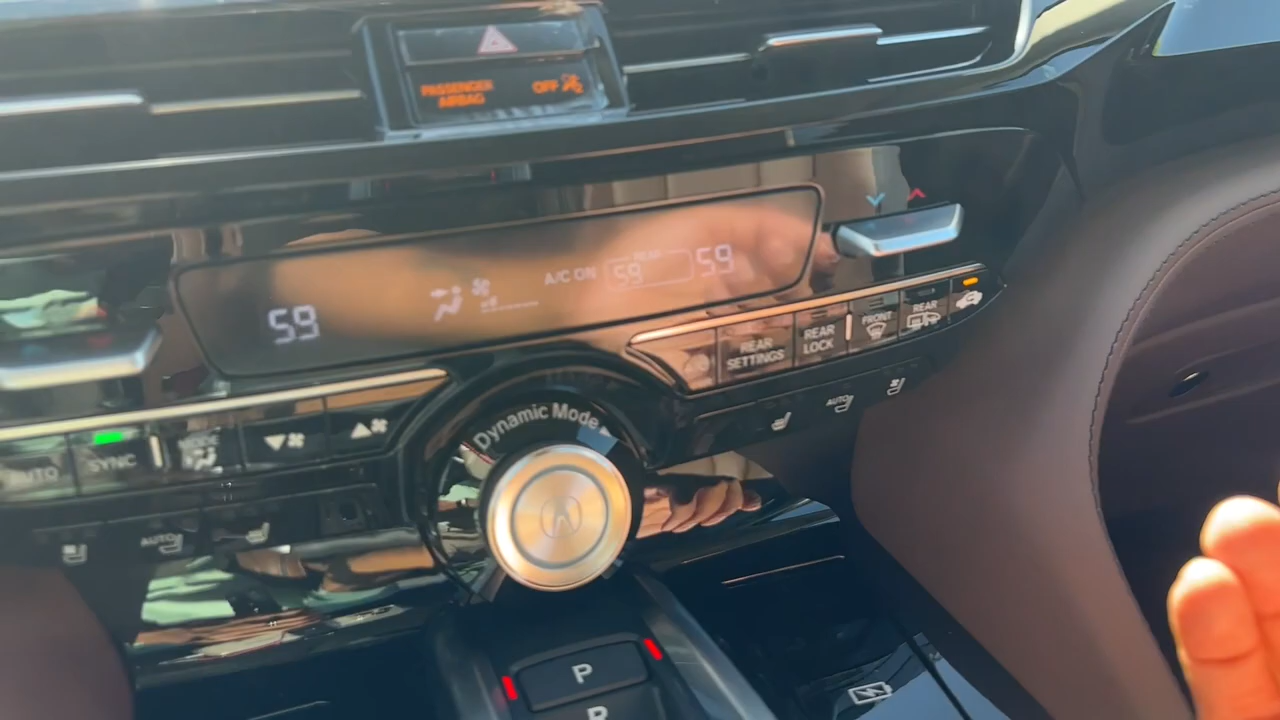 PASSENGER
AIRBAG
OFF
59
A/C ON
REAR
59
59
REAR
SETTINGS
REAR
LOCK
FRONT
REAR
AUTO
SYNC
MODE
Dynamic Mode
AUTO
AUTO
P
R